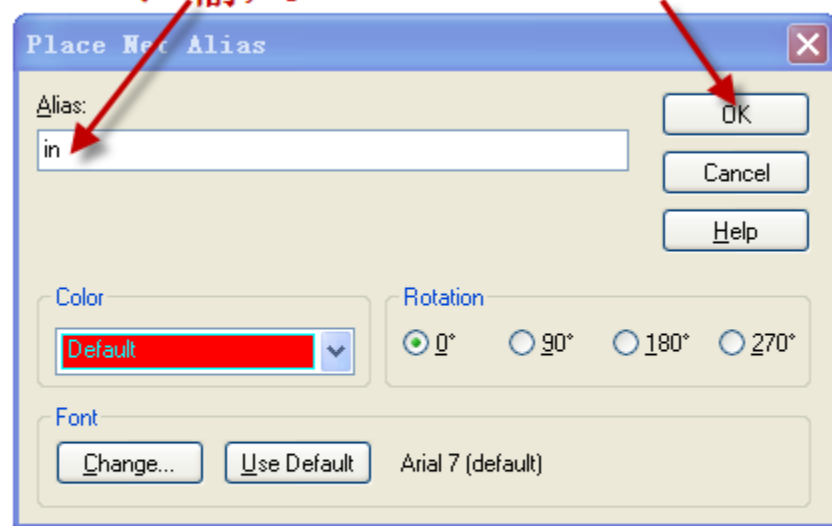 Place Net Alias
Alias:
in
OK
Cancel
Help
Color
Default
Rotation
0°
90°
180°
270°
Font
Change...
Use Default
Arial 7 (default)